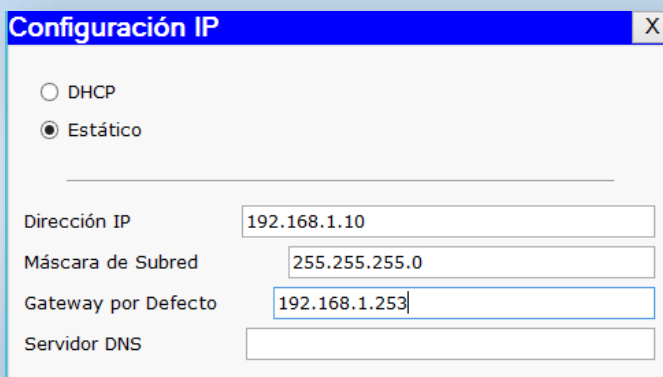 Configuración IP X
DHCP
Estático
Dirección IP 192.168.1.10
Máscara de Subred 255.255.255.0
Gateway por Defecto 192.168.1.253
Servidor DNS